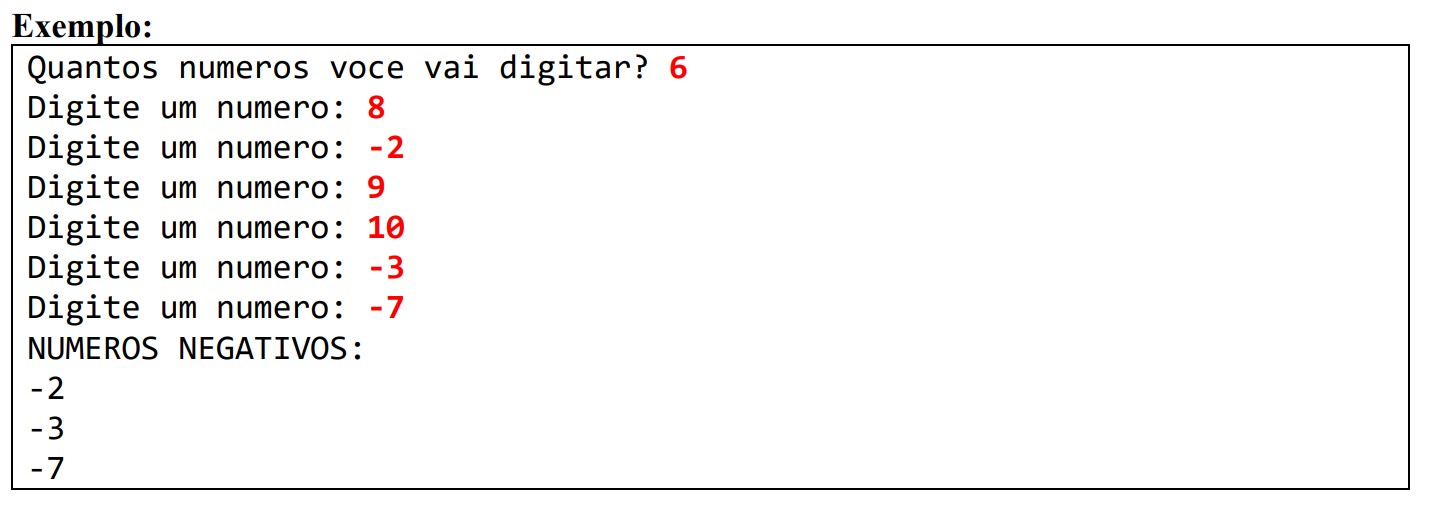 Exemplo:
Quantos numeros voce vai digitar? 6
Digite um numero: 8
Digite um numero: -2
Digite um numero: 9
Digite um numero: 10
Digite um numero: -3
Digite um numero: -7
NUMEROS NEGATIVOS:
-2
-3
-7